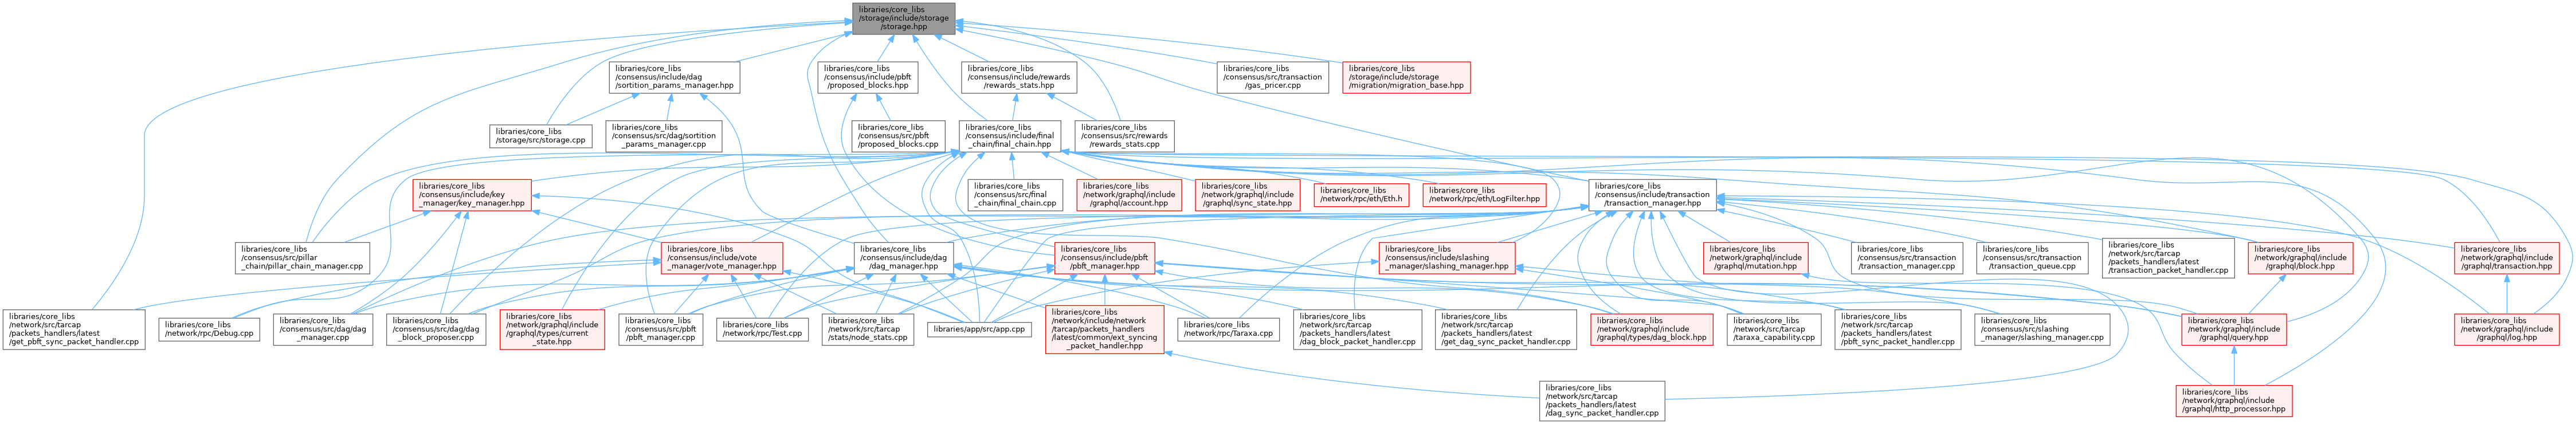 libraries/core_libs
/storage/include/storage
/storage.hpp
libraries/core_libs
/consensus/include/dag
/sortition_params_manager.hpp
libraries/core_libs
/consensus/include/pbft
/proposed_blocks.hpp
libraries/core_libs
/consensus/include/rewards
/rewards_stats.hpp
libraries/core_libs
/consensus/src/transaction
/gas_pricer.cpp
libraries/core_libs
/storage/include/storage
/migration/migration_base.hpp
libraries/core_libs
/storage/src/storage.cpp
libraries/core_libs
/consensus/src/dag/sortition
_params_manager.cpp
libraries/core_libs
/consensus/src/pbft
/proposed_blocks.cpp
libraries/core_libs
/consensus/include/final
_chain/final_chain.hpp
libraries/core_libs
/consensus/src/rewards
/rewards_stats.cpp
libraries/core_libs
/consensus/include/key
_manager/key_manager.hpp
libraries/core_libs
/consensus/src/final
_chain/final_chain.cpp
libraries/core_libs
/network/graphql/include
/graphql/account.hpp
libraries/core_libs
/network/graphql/include
/graphql/sync_state.hpp
libraries/core_libs
/network/rpc/eth/Eth.h
libraries/core_libs
/network/rpc/eth/LogFilter.hpp
libraries/core_libs
/consensus/include/transaction
/transaction_manager.hpp
libraries/core_libs
/consensus/src/pillar
_chain/pillar_chain_manager.cpp
libraries/core_libs
/consensus/include/vote
_manager/vote_manager.hpp
libraries/core_libs
/consensus/include/dag
/dag_manager.hpp
libraries/core_libs
/consensus/include/pbft
/pbft_manager.hpp
libraries/core_libs
/consensus/include/slashing
_manager/slashing_manager.hpp
libraries/core_libs
/network/graphql/include
/graphql/mutation.hpp
libraries/core_libs
/consensus/src/transaction
/transaction_manager.cpp
libraries/core_libs
/consensus/src/transaction
/transaction_queue.cpp
libraries/core_libs
/network/src/tarcap
/packets_handlers/latest
/transaction_packet_handler.cpp
libraries/core_libs
/network/graphql/include
/graphql/block.hpp
libraries/core_libs
/network/graphql/include
/graphql/transaction.hpp
libraries/core_libs
/network/src/tarcap
/packets_handlers/latest
/get_pbft_sync_packet_handler.cpp
libraries/core_libs
/network/rpc/Debug.cpp
libraries/core_libs
/consensus/src/dag/dag
_manager.cpp
libraries/core_libs
/consensus/src/dag/dag
_block_proposer.cpp
libraries/core_libs
/network/graphql/include
/graphql/types/current
_state.hpp
libraries/core_libs
/consensus/src/pbft
/pbft_manager.cpp
libraries/core_libs
/network/rpc/Test.cpp
libraries/core_libs
/network/src/tarcap
/stats/node_stats.cpp
libraries/app/src/app.cpp
libraries/core_libs
/network/include/network
/tarcap/packets_handlers
/latest/common/ext_syncing
_packet_handler.hpp
libraries/core_libs
/network/rpc/Taraxa.cpp
libraries/core_libs
/network/src/tarcap
/packets_handlers/latest
/dag_block_packet_handler.cpp
libraries/core_libs
/network/src/tarcap
/packets_handlers/latest
/get_dag_sync_packet_handler.cpp
libraries/core_libs
/network/graphql/include
/graphql/types/dag_block.hpp
libraries/core_libs
/network/src/tarcap
/taraxa_capability.cpp
libraries/core_libs
/network/src/tarcap
/packets_handlers/latest
/pbft_sync_packet_handler.cpp
libraries/core_libs
/consensus/src/slashing
_manager/slashing_manager.cpp
libraries/core_libs
/network/graphql/include
/graphql/query.hpp
libraries/core_libs
/network/graphql/include
/graphql/log.hpp
libraries/core_libs
/network/src/tarcap
/packets_handlers/latest
/dag_sync_packet_handler.cpp
libraries/core_libs
/network/graphql/include
/graphql/http_processor.hpp